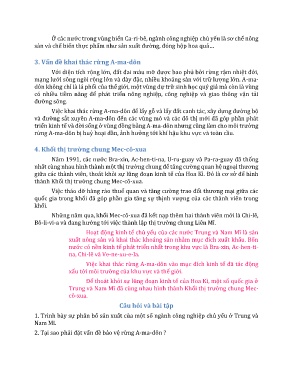 Ở các nước trong vùng biển Ca-ri-bê, ngành công nghiệp chủ yếu là sơ chế nông
sản và chế biến thực phẩm như sản xuất đường, đóng hộp hoa quả...
3. Vấn đề khai thác rừng A-ma-dôn
Với diện tích rộng lớn, đất đai màu mỡ được bao phủ bởi rừng rậm nhiệt đới,
mạng lưới sông ngòi rộng lớn và dày đặc, nhiều khoáng sản với trữ lượng lớn. A-ma-
dôn không chỉ là lá phổi của thế giới, một vùng dự trữ sinh học quý giá mà còn là vùng
có nhiều tiềm năng để phát triển nông nghiệp, công nghiệp và giao thông vận tải
đường sông.
Việc khai thác rừng A-ma-dôn để lấy gỗ và lấy đất canh tác, xây dựng đường bộ
và đường sắt xuyên A-ma-dôn đến các vùng mỏ và các đô thị mới đã góp phần phát
triển kinh tế và đời sống ở vùng đồng bằng A-ma-dôn nhưng cũng làm cho môi trường
rừng A-ma-dôn bị huỷ hoại dần, ảnh hưởng tới khí hậu khu vực và toàn cầu.
4. Khối thị trường chung Mec-cô-xua
Năm 1991, các nước Bra-xin, Ac-hen-ti-na, U-ru-guay và Pa-ra-guay đã thống
nhất cùng nhau hình thành một thị trường chung để tăng cường quan hệ ngoại thương
giữa các thành viên, thoát khỏi sự lũng đoạn kinh tế của Hoa Kì. Đó là cơ sở để hình
thành Khối thị trường chung Mec-cô-xua.
Việc tháo dỡ hàng rào thuế quan và tăng cường trao đổi thương mại giữa các
quốc gia trong khối đã góp phần gia tăng sự thịnh vượng của các thành viên trong
khối.
Những năm qua, khối Mec-cô-xua đã kết nạp thêm hai thành viên mới là Chi-lê,
Bô-li-vi-a và đang hướng tới việc thành lập thị trường chung Liên Mĩ.
Hoạt động kinh tế chủ yếu của các nước Trung và Nam Mĩ là sản
xuất nông sản và khai thác khoáng sản nhằm mục đích xuất khẩu. Bốn
nước có nền kinh tế phát triển nhất trong khu vực là Bra-xin, Ac-hen-ti-
na, Chi-lê và Vê-nê-xu-ê-la.
Việc khai thác rừng A-ma-dôn vào mục đích kinh tế đã tác động
xấu tới môi trường của khu vực và thế giới.
Để thoát khỏi sự lũng đoạn kinh tế của Hoa Kì, một số quốc gia ở
Trung và Nam Mĩ đã cùng nhau hình thành Khối thị trường chung Mec-
cô-xua.
Câu hỏi và bài tập
1. Trình bày sự phân bố sản xuất của một số ngành công nghiệp chủ yếu ở Trung và
Nam Mĩ.
2. Tại sao phải đặt vấn đề bảo vệ rừng A-ma-dôn ?